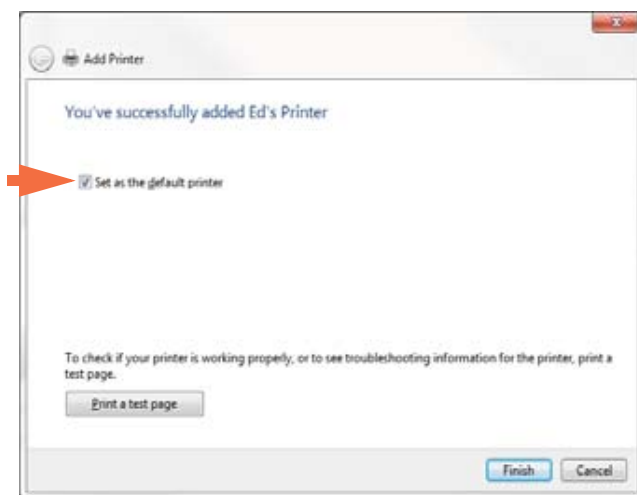 Add Printer
You've successfully added Ed's Printer
Set as the default printer
To check if your printer is working properly, or to see troubleshooting information for the printer, print a
test page.
Print a test page
Finish Cancel